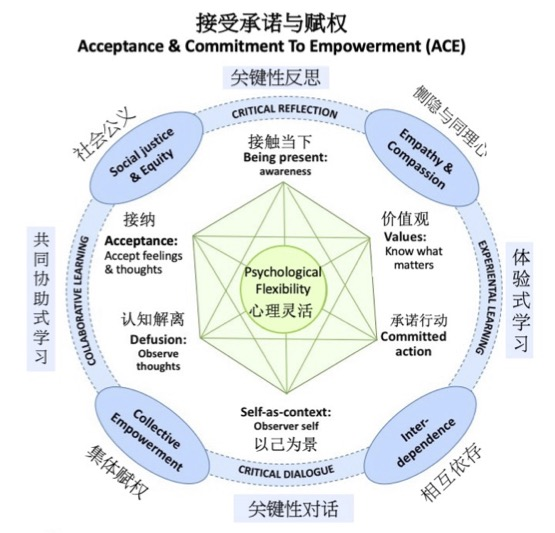 接受承诺与赋权
Acceptance & Commitment To Empowerment (ACE)
关键性反思
CRITICAL REFLECTION
社会公义
Social justice
& Equity
恻隐与同理心
Empathy &
Compassion
接触当下
Being present:
awareness
接纳
Acceptance:
Accept feelings
& thoughts
价值观
Values:
Know what
matters
共同协助式学习
COLLABORATIVE LEARNING
Psychological
Flexibility
心理灵活
EXPERIENTIAL LEARNING
体验式学习
认知解离
Defusion:
Observe
thoughts
承诺行动
Committed
action
Self-as-context:
Observer self
以己为景
Collective
Empowerment
集体赋权
Inter-
dependence
相互依存
CRITICAL DIALOGUE
关键性对话